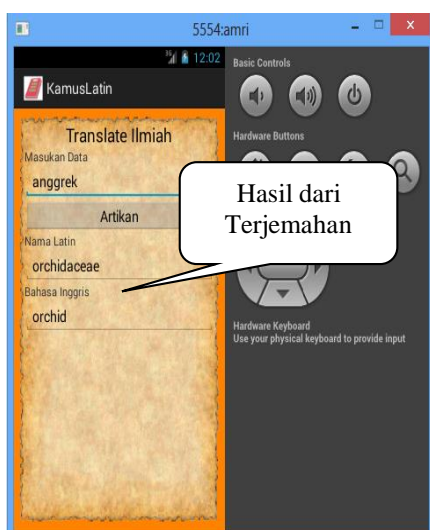 5554:amri
3G 12:02
KamusLatin
Translate Ilmiah
Masukan Data
anggrek
Artikan
Nama Latin
orchidaceae
Bahasa Inggris
orchid
Basic Controls
Hardware Buttons
Hasil dari
Terjemahan
Hardware Keyboard
Use your physical keyboard to provide input